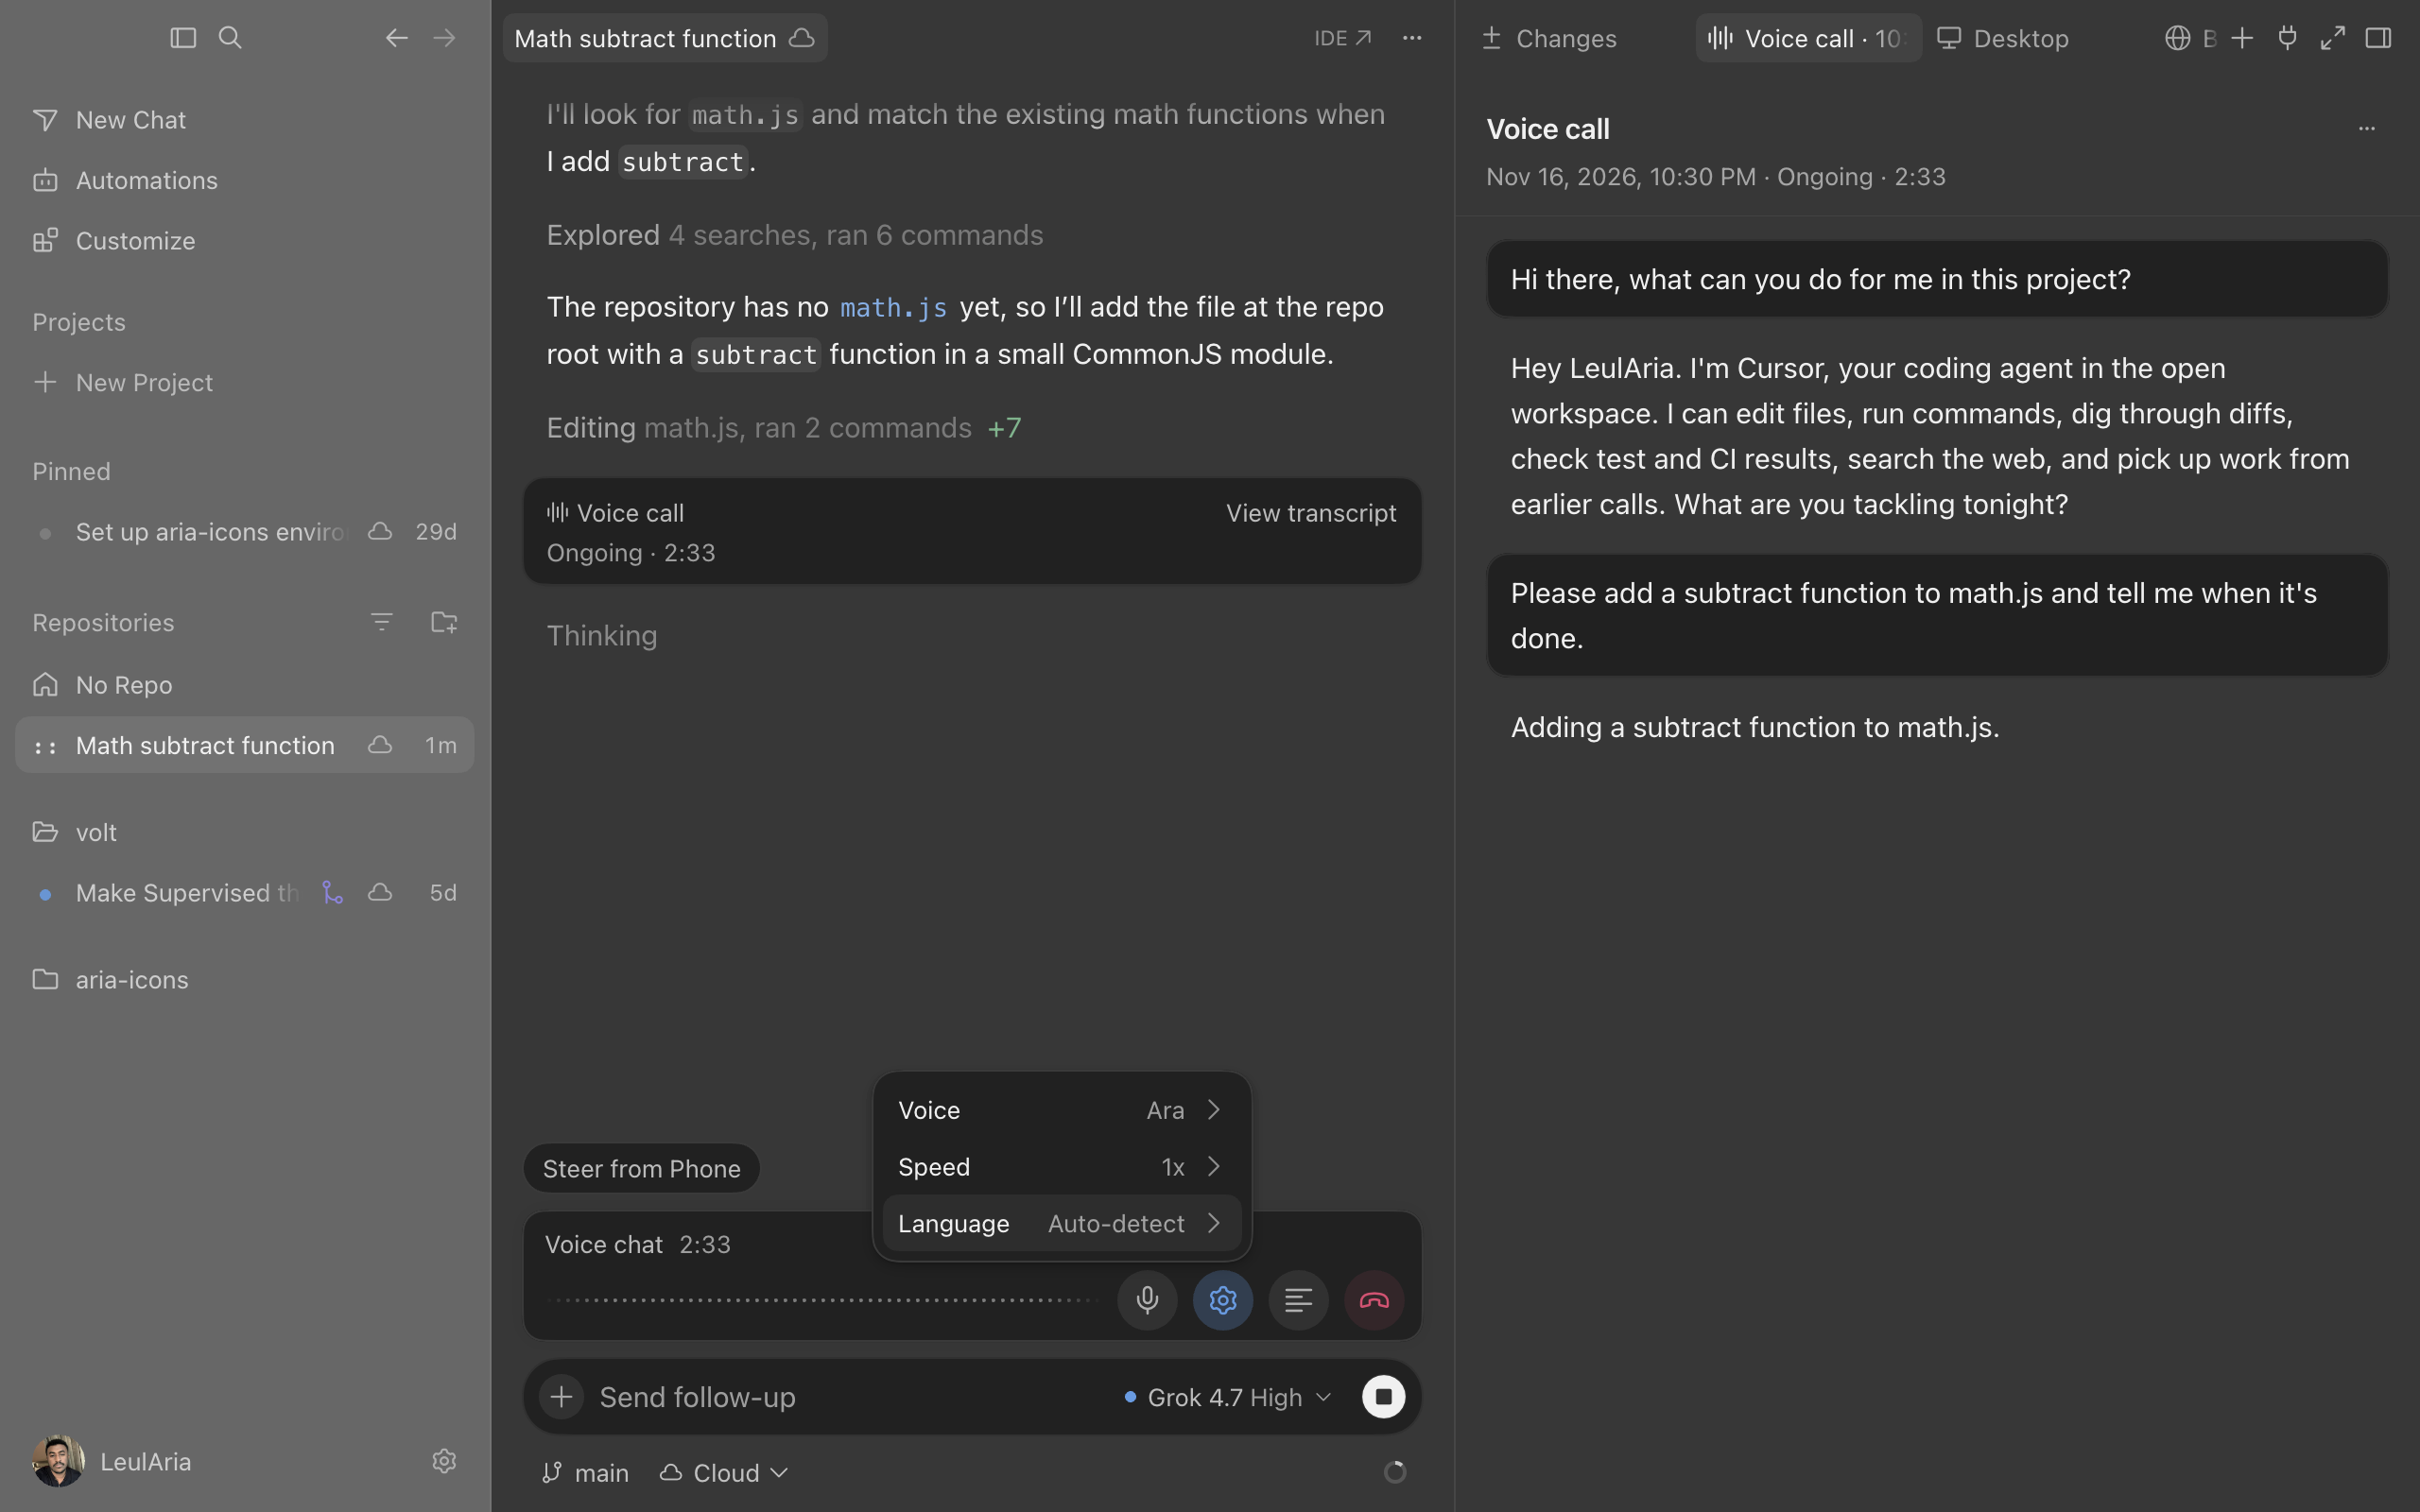 New Chat
Automations
Customize
Projects
New Project
Pinned
Set up aria-icons enviro
29d
Repositories
No Repo
Math subtract function
1m
volt
Make Supervised th
5d
aria-icons
LeulAria
Math subtract function
IDE
I'll look for math.js and match the existing math functions when
I add subtract.
Explored 4 searches, ran 6 commands
The repository has no math.js yet, so I’ll add the file at the repo
root with a subtract function in a small CommonJS module.
Editing math.js, ran 2 commands +7
Voice call
View transcript
Ongoing · 2:33
Thinking
Steer from Phone
Voice Ara
Speed 1x
Language Auto-detect
Voice chat 2:33
Send follow-up
Grok 4.7 High
main
Cloud
Changes
Voice call · 10
Desktop
B
Voice call
Nov 16, 2026, 10:30 PM · Ongoing · 2:33
Hi there, what can you do for me in this project?
Hey LeulAria. I'm Cursor, your coding agent in the open
workspace. I can edit files, run commands, dig through diffs,
check test and CI results, search the web, and pick up work from
earlier calls. What are you tackling tonight?
Please add a subtract function to math.js and tell me when it's
done.
Adding a subtract function to math.js.